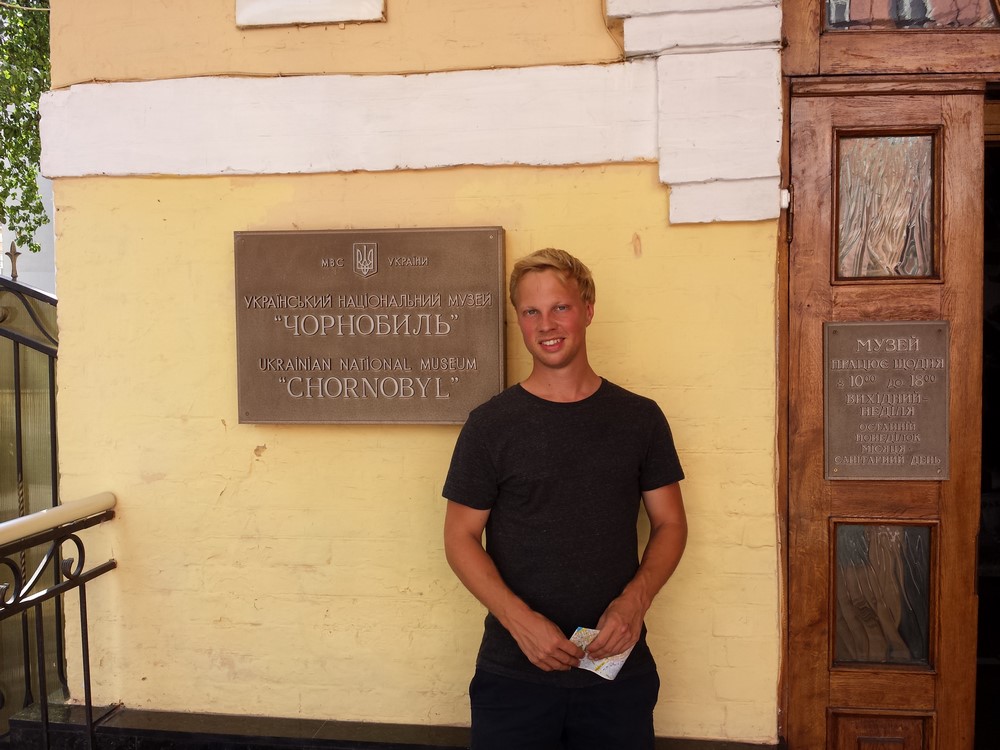 МВС УКРАЇНИ
УКРАЇНСЬКИЙ НАЦІОНАЛЬНИЙ МУЗЕЙ
"ЧОРНОБИЛЬ"
UKRAINIAN NATIONAL MUSEUM
"CHORNOBYL"
МУЗЕЙ
ПРАЦЮЄ ЩОДНЯ
з 10⁰⁰ до 18⁰⁰
ВИХІДНИЙ-
НЕДІЛЯ
ОСТАННІЙ
ПОНЕДІЛОК
МІСЯЦЯ-
САНІТАРНИЙ ДЕНЬ